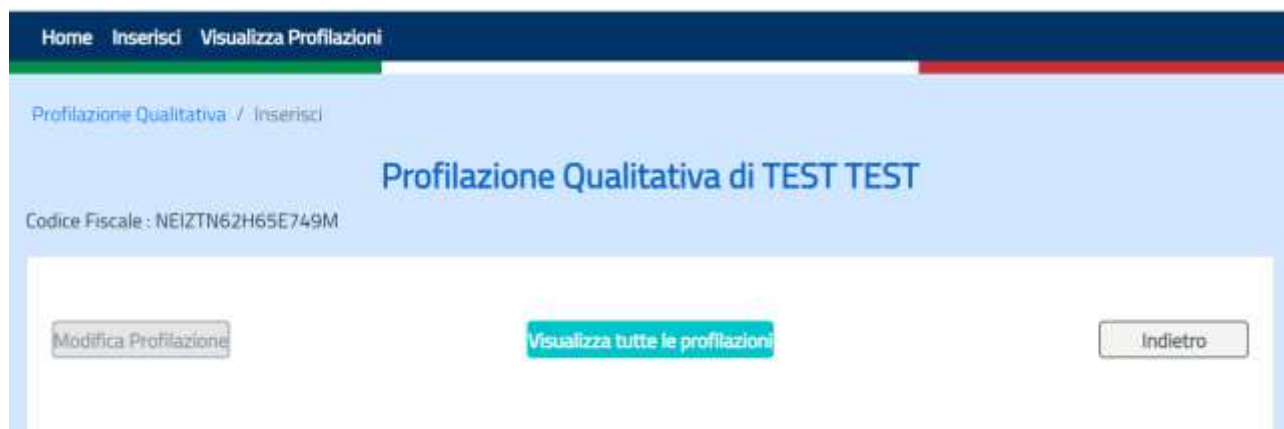 Home Inserisci Visualizza Profilazioni
Profilazione Qualitativa / Inserisci
Profilazione Qualitativa di TEST TEST
Codice Fiscale : NEIZTN62H65E749M
Modifica Profilazione Visualizza tutte le profilazioni Indietro